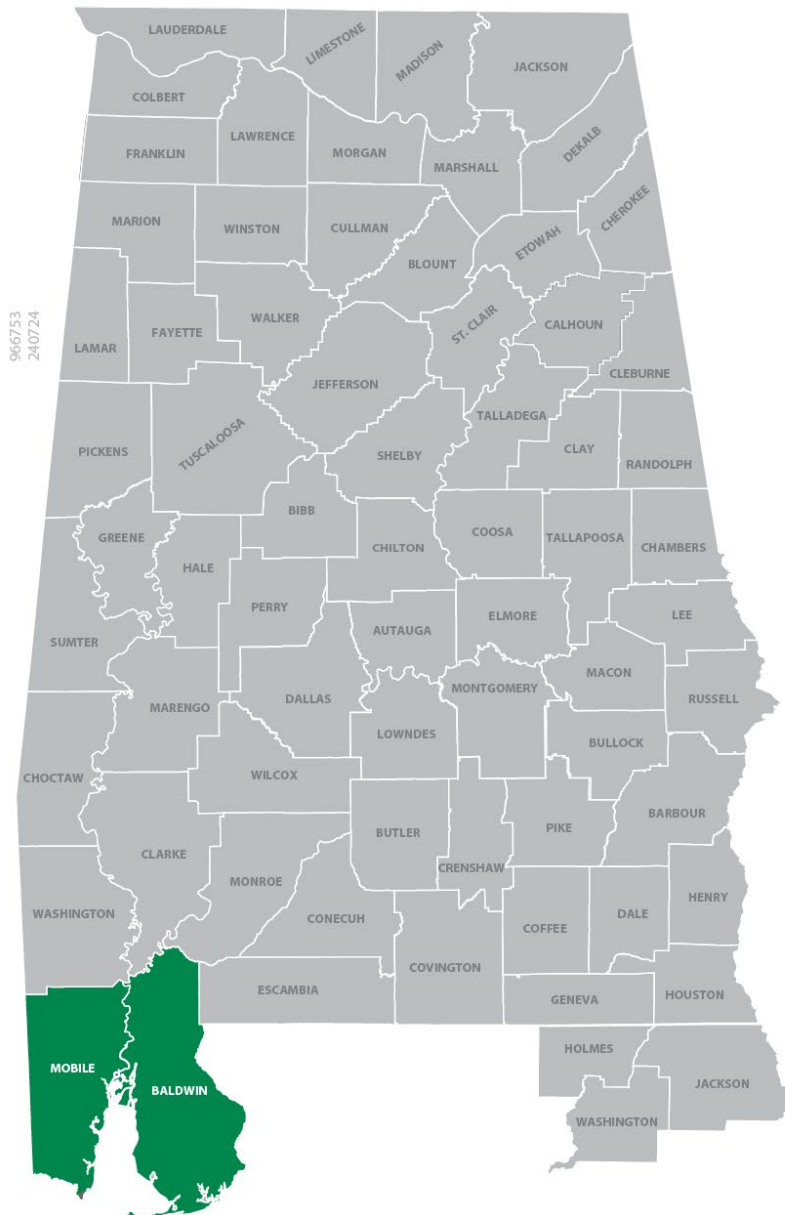 LAUDERDALE
LIMESTONE
MADISON
JACKSON
COLBERT
LAWRENCE
FRANKLIN
MORGAN
MARSHALL
DEKALB
CHEROKEE
MARION
WINSTON
CULLMAN
BLOUNT
ETOWAH
966753
240724
LAMAR
FAYETTE
WALKER
ST. CLAIR
CALHOUN
CLEBURNE
JEFFERSON
TALLADEGA
PICKENS
TUSCALOOSA
SHELBY
CLAY
RANDOLPH
BIBB
GREENE
HALE
CHILTON
COOSA
TALLAPOOSA
CHAMBERS
PERRY
AUTAUGA
ELMORE
LEE
SUMTER
MARENGO
DALLAS
MONTGOMERY
MACON
RUSSELL
LOWNDES
BULLOCK
CHOCTAW
WILCOX
BUTLER
PIKE
BARBOUR
CLARKE
MONROE
CRENSHAW
WASHINGTON
CONECUH
COFFEE
DALE
HENRY
ESCAMBIA
COVINGTON
GENEVA
HOUSTON
MOBILE
BALDWIN
HOLMES
JACKSON
WASHINGTON